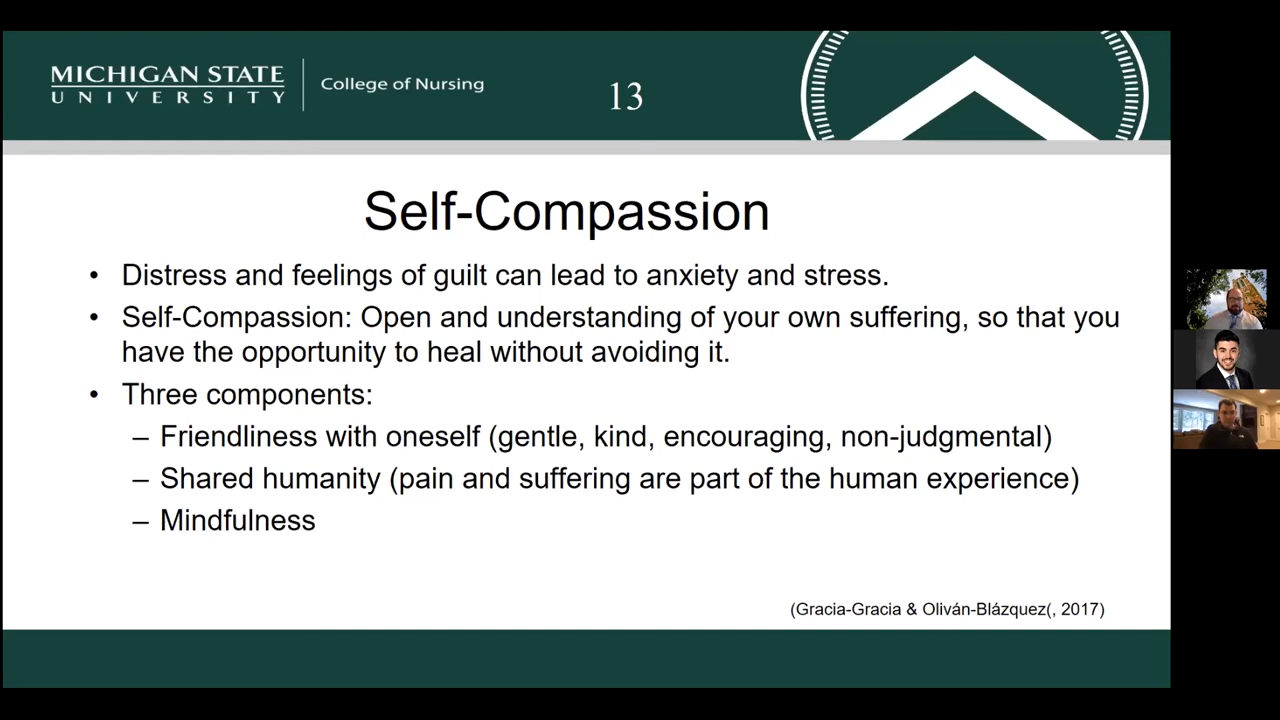 MICHIGAN STATE
UNIVERSITY
College of Nursing
13
Self-Compassion
• Distress and feelings of guilt can lead to anxiety and stress.
• Self-Compassion: Open and understanding of your own suffering, so that you
have the opportunity to heal without avoiding it.
• Three components:
– Friendliness with oneself (gentle, kind, encouraging, non-judgmental)
– Shared humanity (pain and suffering are part of the human experience)
– Mindfulness
(Gracia-Gracia & Oliván-Blázquez(, 2017)